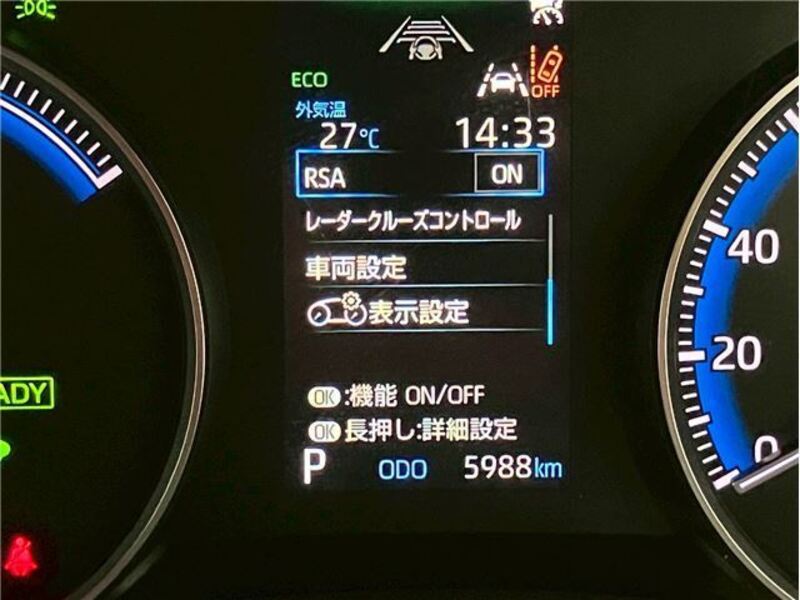 ECO
OFF
外気温
27℃ 14:33
RSA ON
レーダークルーズコントロール
車両設定
表示設定
OK:機能 ON/OFF
OK長押し:詳細設定
P ODO 5988km
ADY
40
20
0